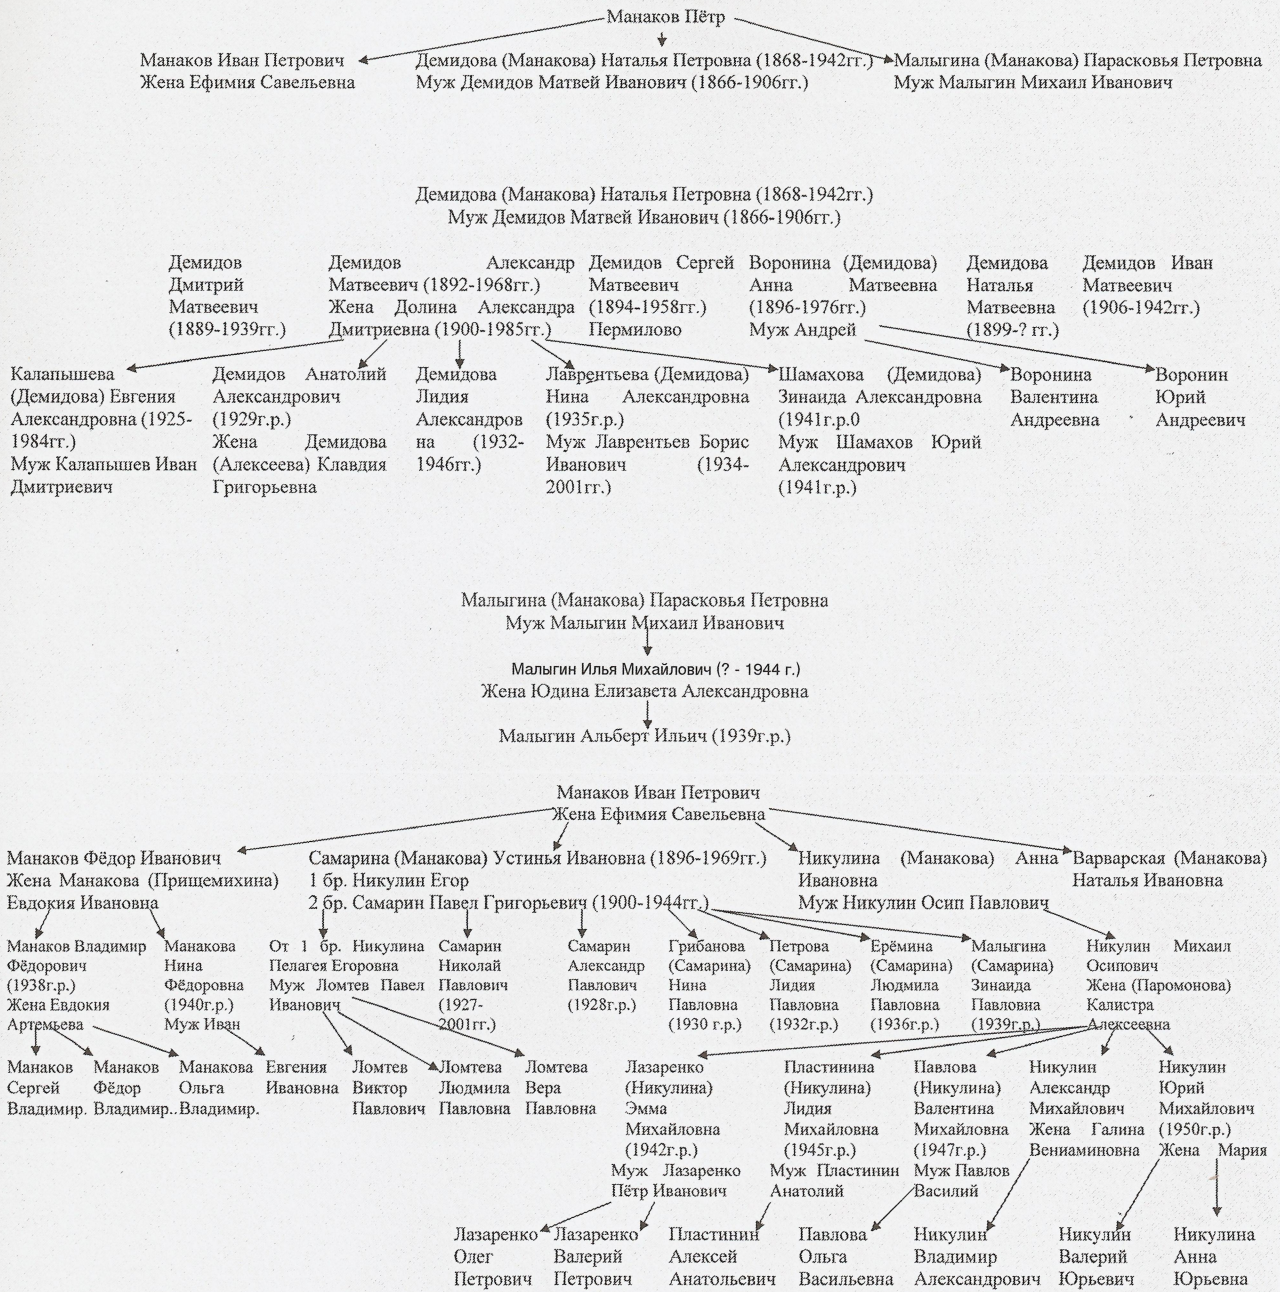 Манаков Пётр
Манаков Иван Петрович
Жена Ефимия Савельевна
Демидова (Манакова) Наталья Петровна (1868-1942гг.)
Муж Демидов Матвей Иванович (1866-1906гг.)
Малыгина (Манакова) Парасковья Петровна
Муж Малыгин Михаил Иванович
Демидова (Манакова) Наталья Петровна (1868-1942гг.)
Муж Демидов Матвей Иванович (1866-1906гг.)
Демидов
Дмитрий
Матвеевич
(1889-1939гг.)
Демидов Александр
Матвеевич (1892-1968гг.)
Жена Долина Александра
Дмитриевна (1900-1985гг.)
Демидов Сергей
Матвеевич
(1894-1958гг.)
Пермилово
Воронина (Демидова)
Анна Матвеевна
(1896-1976гг.)
Муж Андрей
Демидова
Наталья
Матвеевна
(1899-? гг.)
Демидов Иван
Матвеевич
(1906-1942гг.)
Калапышева
(Демидова) Евгения
Александровна (1925-
1984гг.)
Муж Калапышев Иван
Дмитриевич
Демидов Анатолий
Александрович
(1929г.р.)
Жена Демидова
(Алексеева) Клавдия
Григорьевна
Демидова
Лидия
Александров
на (1932-
1946гг.)
Лаврентьева (Демидова)
Нина Александровна
(1935г.р.)
Муж Лаврентьев Борис
Иванович (1934-
2001гг.)
Шамахова (Демидова)
Зинаида Александровна
(1941г.р.0
Муж Шамахов Юрий
Александрович
(1941г.р.)
Воронина
Валентина
Андреевна
Воронин
Юрий
Андреевич
Малыгина (Манакова) Парасковья Петровна
Муж Малыгин Михаил Иванович
Малыгин Илья Михайлович (? - 1944 г.)
Жена Юдина Елизавета Александровна
Малыгин Альберт Ильич (1939г.р.)
Манаков Иван Петрович
Жена Ефимия Савельевна
Манаков Фёдор Иванович
Жена Манакова (Прищемихина)
Евдокия Ивановна
Самарина (Манакова) Устинья Ивановна (1896-1969гг.)
1 бр. Никулин Егор
2 бр. Самарин Павел Григорьевич (1900-1944гг.)
Никулина (Манакова) Анна
Ивановна
Муж Никулин Осип Павлович
Варварская (Манакова)
Наталья Ивановна
Манаков Владимир
Фёдорович
(1938г.р.)
Жена Евдокия
Артемьева
Манакова
Нина
Фёдоровна
(1940г.р.)
Муж Иван
От 1 бр. Никулина
Пелагея Егоровна
Муж Ломтев Павел
Иванович
Самарин
Николай
Павлович
(1927-
2001гг.)
Самарин
Александр
Павлович
(1928г.р.)
Грибанова
(Самарина)
Нина
Павловна
(1930 г.р.)
Петрова
(Самарина)
Лидия
Павловна
(1932г.р.)
Ерёмина
(Самарина)
Людмила
Павловна
(1936г.р.)
Малыгина
(Самарина)
Зинаида
Павловна
(1939г.р.)
Никулин Михаил
Осипович
Жена (Паромонова)
Калистра
Алексеевна
Манаков
Сергей
Владимир.
Манаков
Фёдор
Владимир..
Манакова
Ольга
Владимир.
Евгения
Ивановна
Ломтев
Виктор
Павлович
Ломтева
Людмила
Павловна
Ломтева
Вера
Павловна
Лазаренко
(Никулина)
Эмма
Михайловна
(1942г.р.)
Муж Лазаренко
Пётр Иванович
Пластинина
(Никулина)
Лидия
Михайловна
(1945г.р.)
Муж Пластинин
Анатолий
Павлова
(Никулина)
Валентина
Михайловна
(1947г.р.)
Муж Павлов
Василий
Никулин
Александр
Михайлович
Жена Галина
Вениаминовна
Никулин
Юрий
Михайлович
(1950г.р.)
Жена Мария
Лазаренко
Олег
Петрович
Лазаренко
Валерий
Петрович
Пластинин
Алексей
Анатольевич
Павлова
Ольга
Васильевна
Никулин
Владимир
Александрович
Никулин
Валерий
Юрьевич
Никулина
Анна
Юрьевна